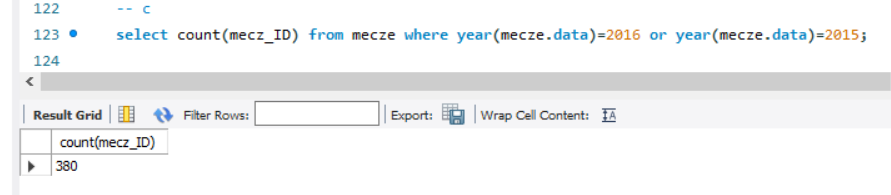 122 -- c
123 select count(mecz_ID) from mecze where year(mecze.data)=2016 or year(mecze.data)=2015;
124
Result Grid Filter Rows: Export: Wrap Cell Content:
count(mecz_ID)
380